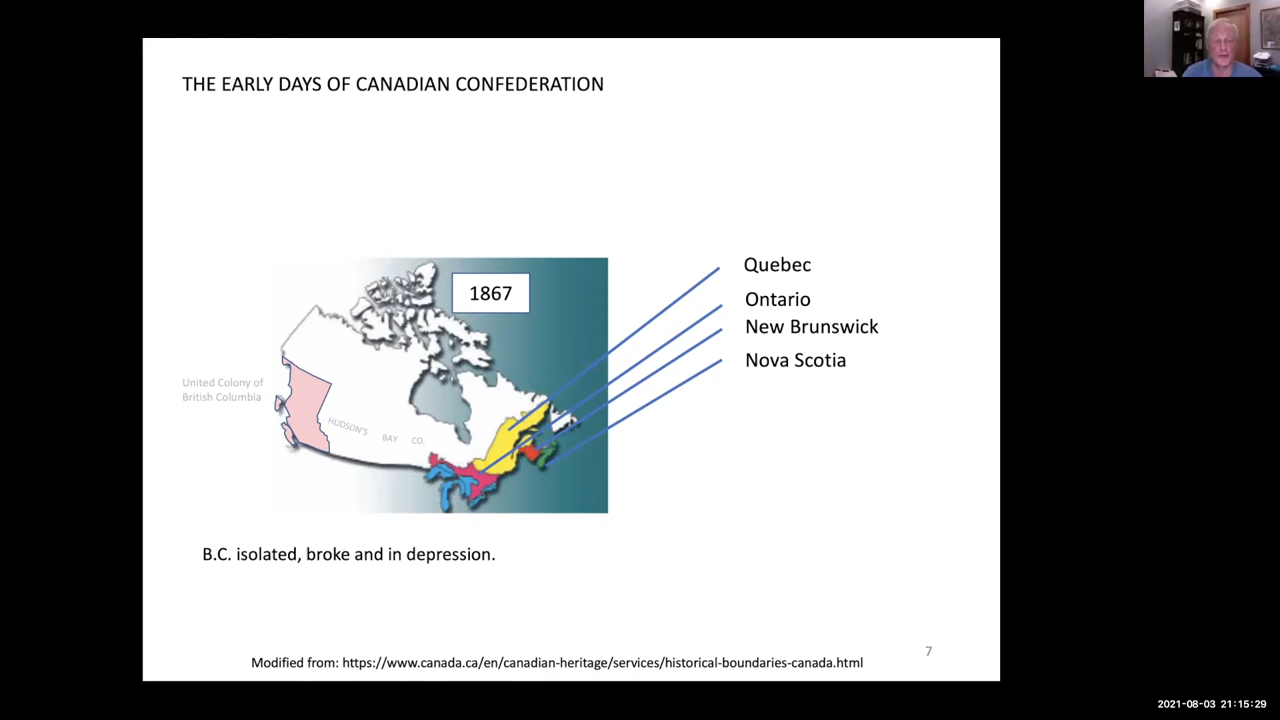 THE EARLY DAYS OF CANADIAN CONFEDERATION
1867
Quebec
Ontario
New Brunswick
Nova Scotia
United Colony of
British Columbia
HUDSON'S BAY CO.
B.C. isolated, broke and in depression.
7
Modified from: https://www.canada.ca/en/canadian-heritage/services/historical-boundaries-canada.html
2021-08-03 21:15:29